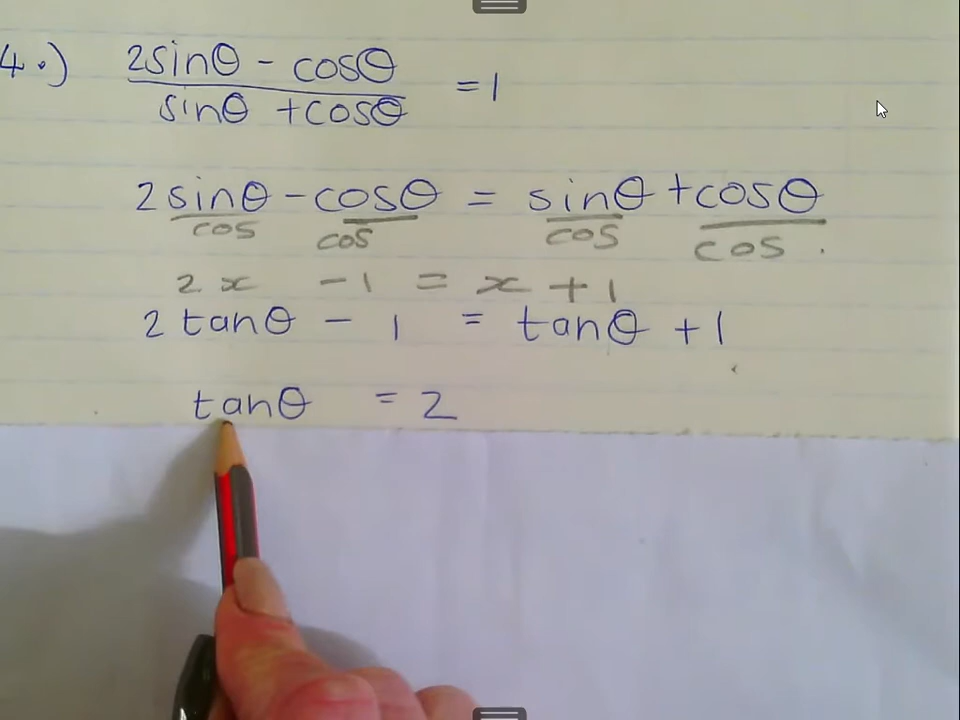 4.) 2sinθ - cosθ
sinθ + cosθ = 1
2sinθ - cosθ = sinθ + cosθ
cos cos cos cos .
2x - 1 = x + 1
2 tanθ - 1 = tanθ + 1
tanθ = 2